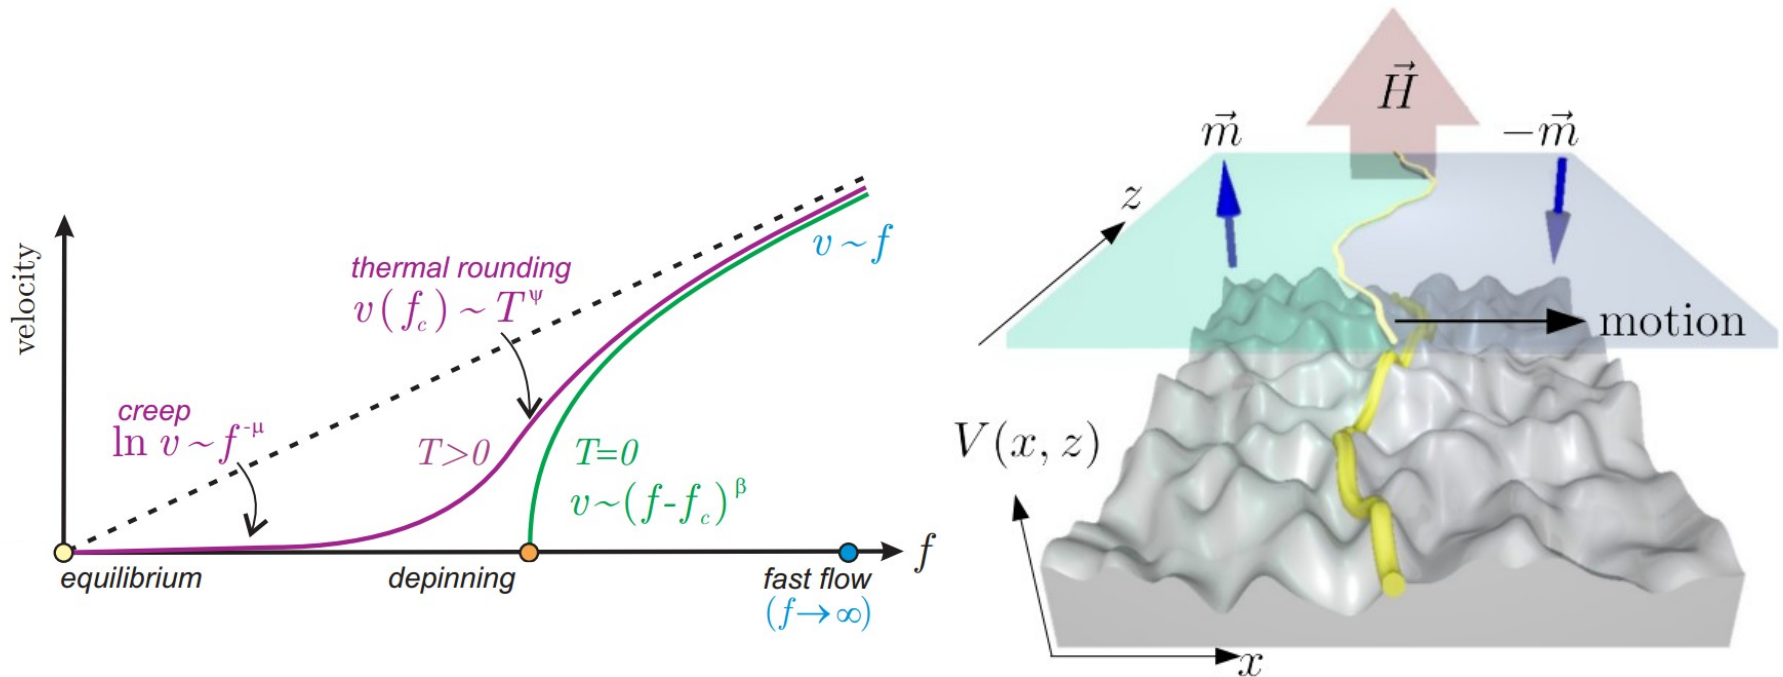 velocity
thermal rounding
v(f_c) ~ T^ψ
creep
ln v ~ f^-μ
T>0
T=0
v~(f-f_c)^β
v ~ f
f
equilibrium
depinning
fast flow
(f→∞)
H⃗
m⃗
−m⃗
z
motion
V(x, z)
x